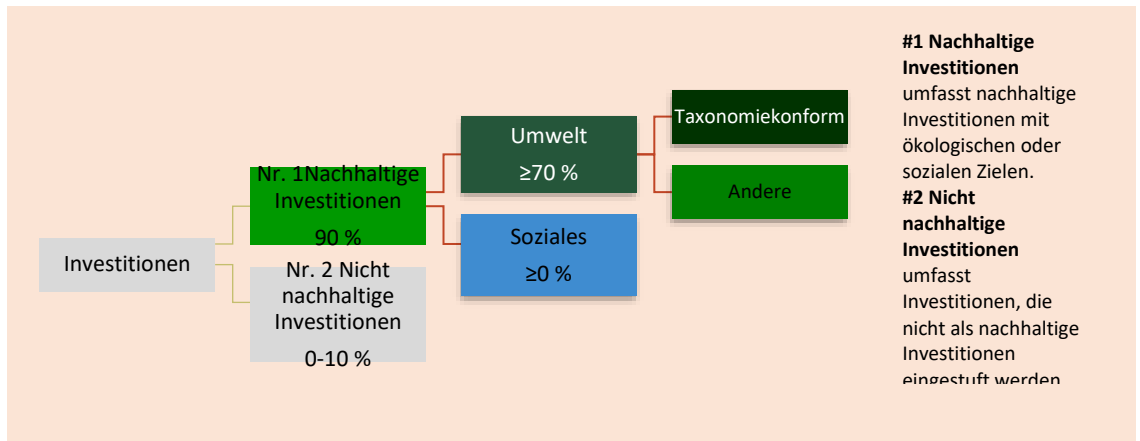 Investitionen
Nr. 1Nachhaltige
Investitionen
90 %
Nr. 2 Nicht
nachhaltige
Investitionen
0-10 %
Umwelt
≥70 %
Soziales
≥0 %
Taxonomiekonform
Andere
#1 Nachhaltige
Investitionen
umfasst nachhaltige
Investitionen mit
ökologischen oder
sozialen Zielen.
#2 Nicht
nachhaltige
Investitionen
umfasst
Investitionen, die
nicht als nachhaltige
Investitionen
eingestuft werden